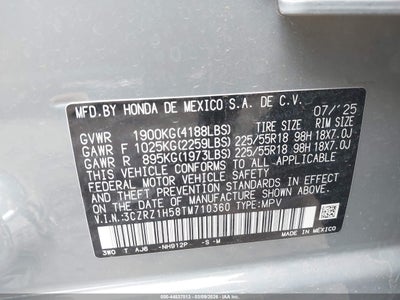 MFD. BY HONDA DE MEXICO S.A. DE C.V.
07/'25
GVWR 1900KG(4188LBS) TIRE SIZE RIM SIZE
GAWR F 1025KG(2259LBS) 225/55R18 98H 18X7.0J
GAWR R 895KG(1973LBS) 225/55R18 98H 18X7.0J
THIS VEHICLE CONFORMS TO ALL APPLICABLE
FEDERAL MOTOR VEHICLE SAFETY AND THEFT
PREVENTION STANDARDS IN EFFECT ON THE DATE
OF MANUFACTURE SHOWN ABOVE.
V.I.N.:3CZRZ1H58TM710360 TYPE:MPV
3W0 T AJ6 -NH912P -S -M
MADE IN MEXICO